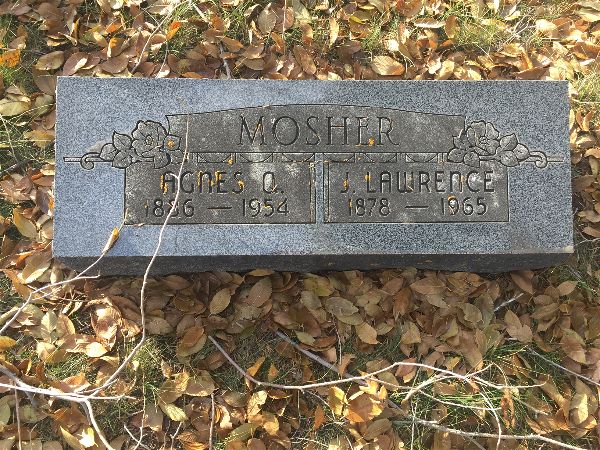 MOSHER
AGNES Q.
1886 — 1954
J. LAWRENCE
1878 — 1965